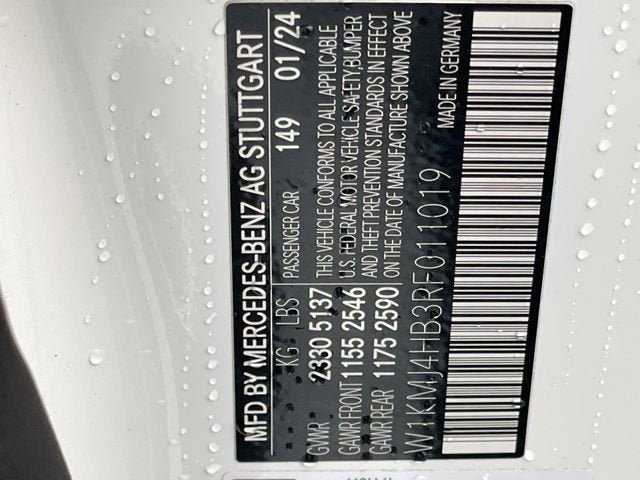 MFD BY MERCEDES-BENZ AG STUTTGART
KG LBS PASSENGER CAR 149 01/24
GVWR 2330 5137 THIS VEHICLE CONFORMS TO ALL APPLICABLE
GAWR FRONT 1155 2546 U.S. FEDERAL MOTOR VEHICLE SAFETY, BUMPER
AND THEFT PREVENTION STANDARDS IN EFFECT
GAWR REAR 1175 2590 ON THE DATE OF MANUFACTURE SHOWN ABOVE
W1KMJ4HB3RF011019
MADE IN GERMANY